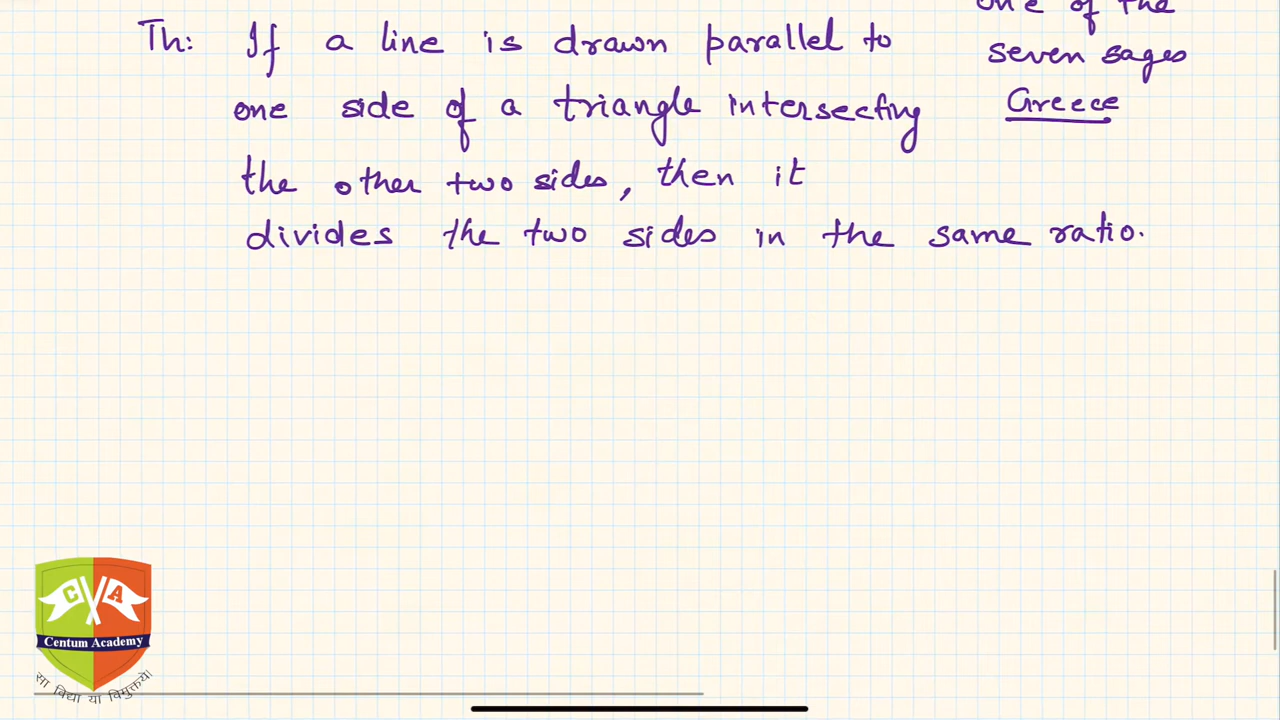 one of the
Th: If a line is drawn parallel to
seven sages
one side of a triangle intersecting
Greece
the other two sides, then it
divides the two sides in the same ratio.
C A
Centum Academy
सा विद्या या विमुक्तये।